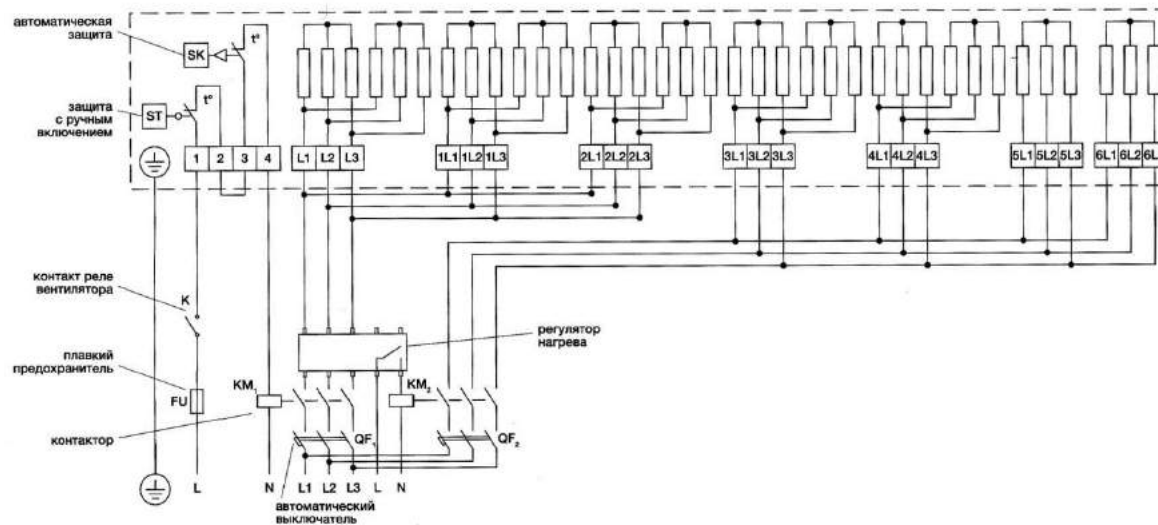 автоматическая
защита
SK
t°
защита
с ручным
включением
ST
t°
1 2 3 4
L1 L2 L3
1L1 1L2 1L3
2L1 2L2 2L3
3L1 3L2 3L3
4L1 4L2 4L3
5L1 5L2 5L3
6L1 6L2 6L
контакт реле
вентилятора
K
регулятор
нагрева
плавкий
предохранитель
FU
KM1
KM2
контактор
QF1
QF2
L N L1 L2 L3 L N
автоматический
выключатель